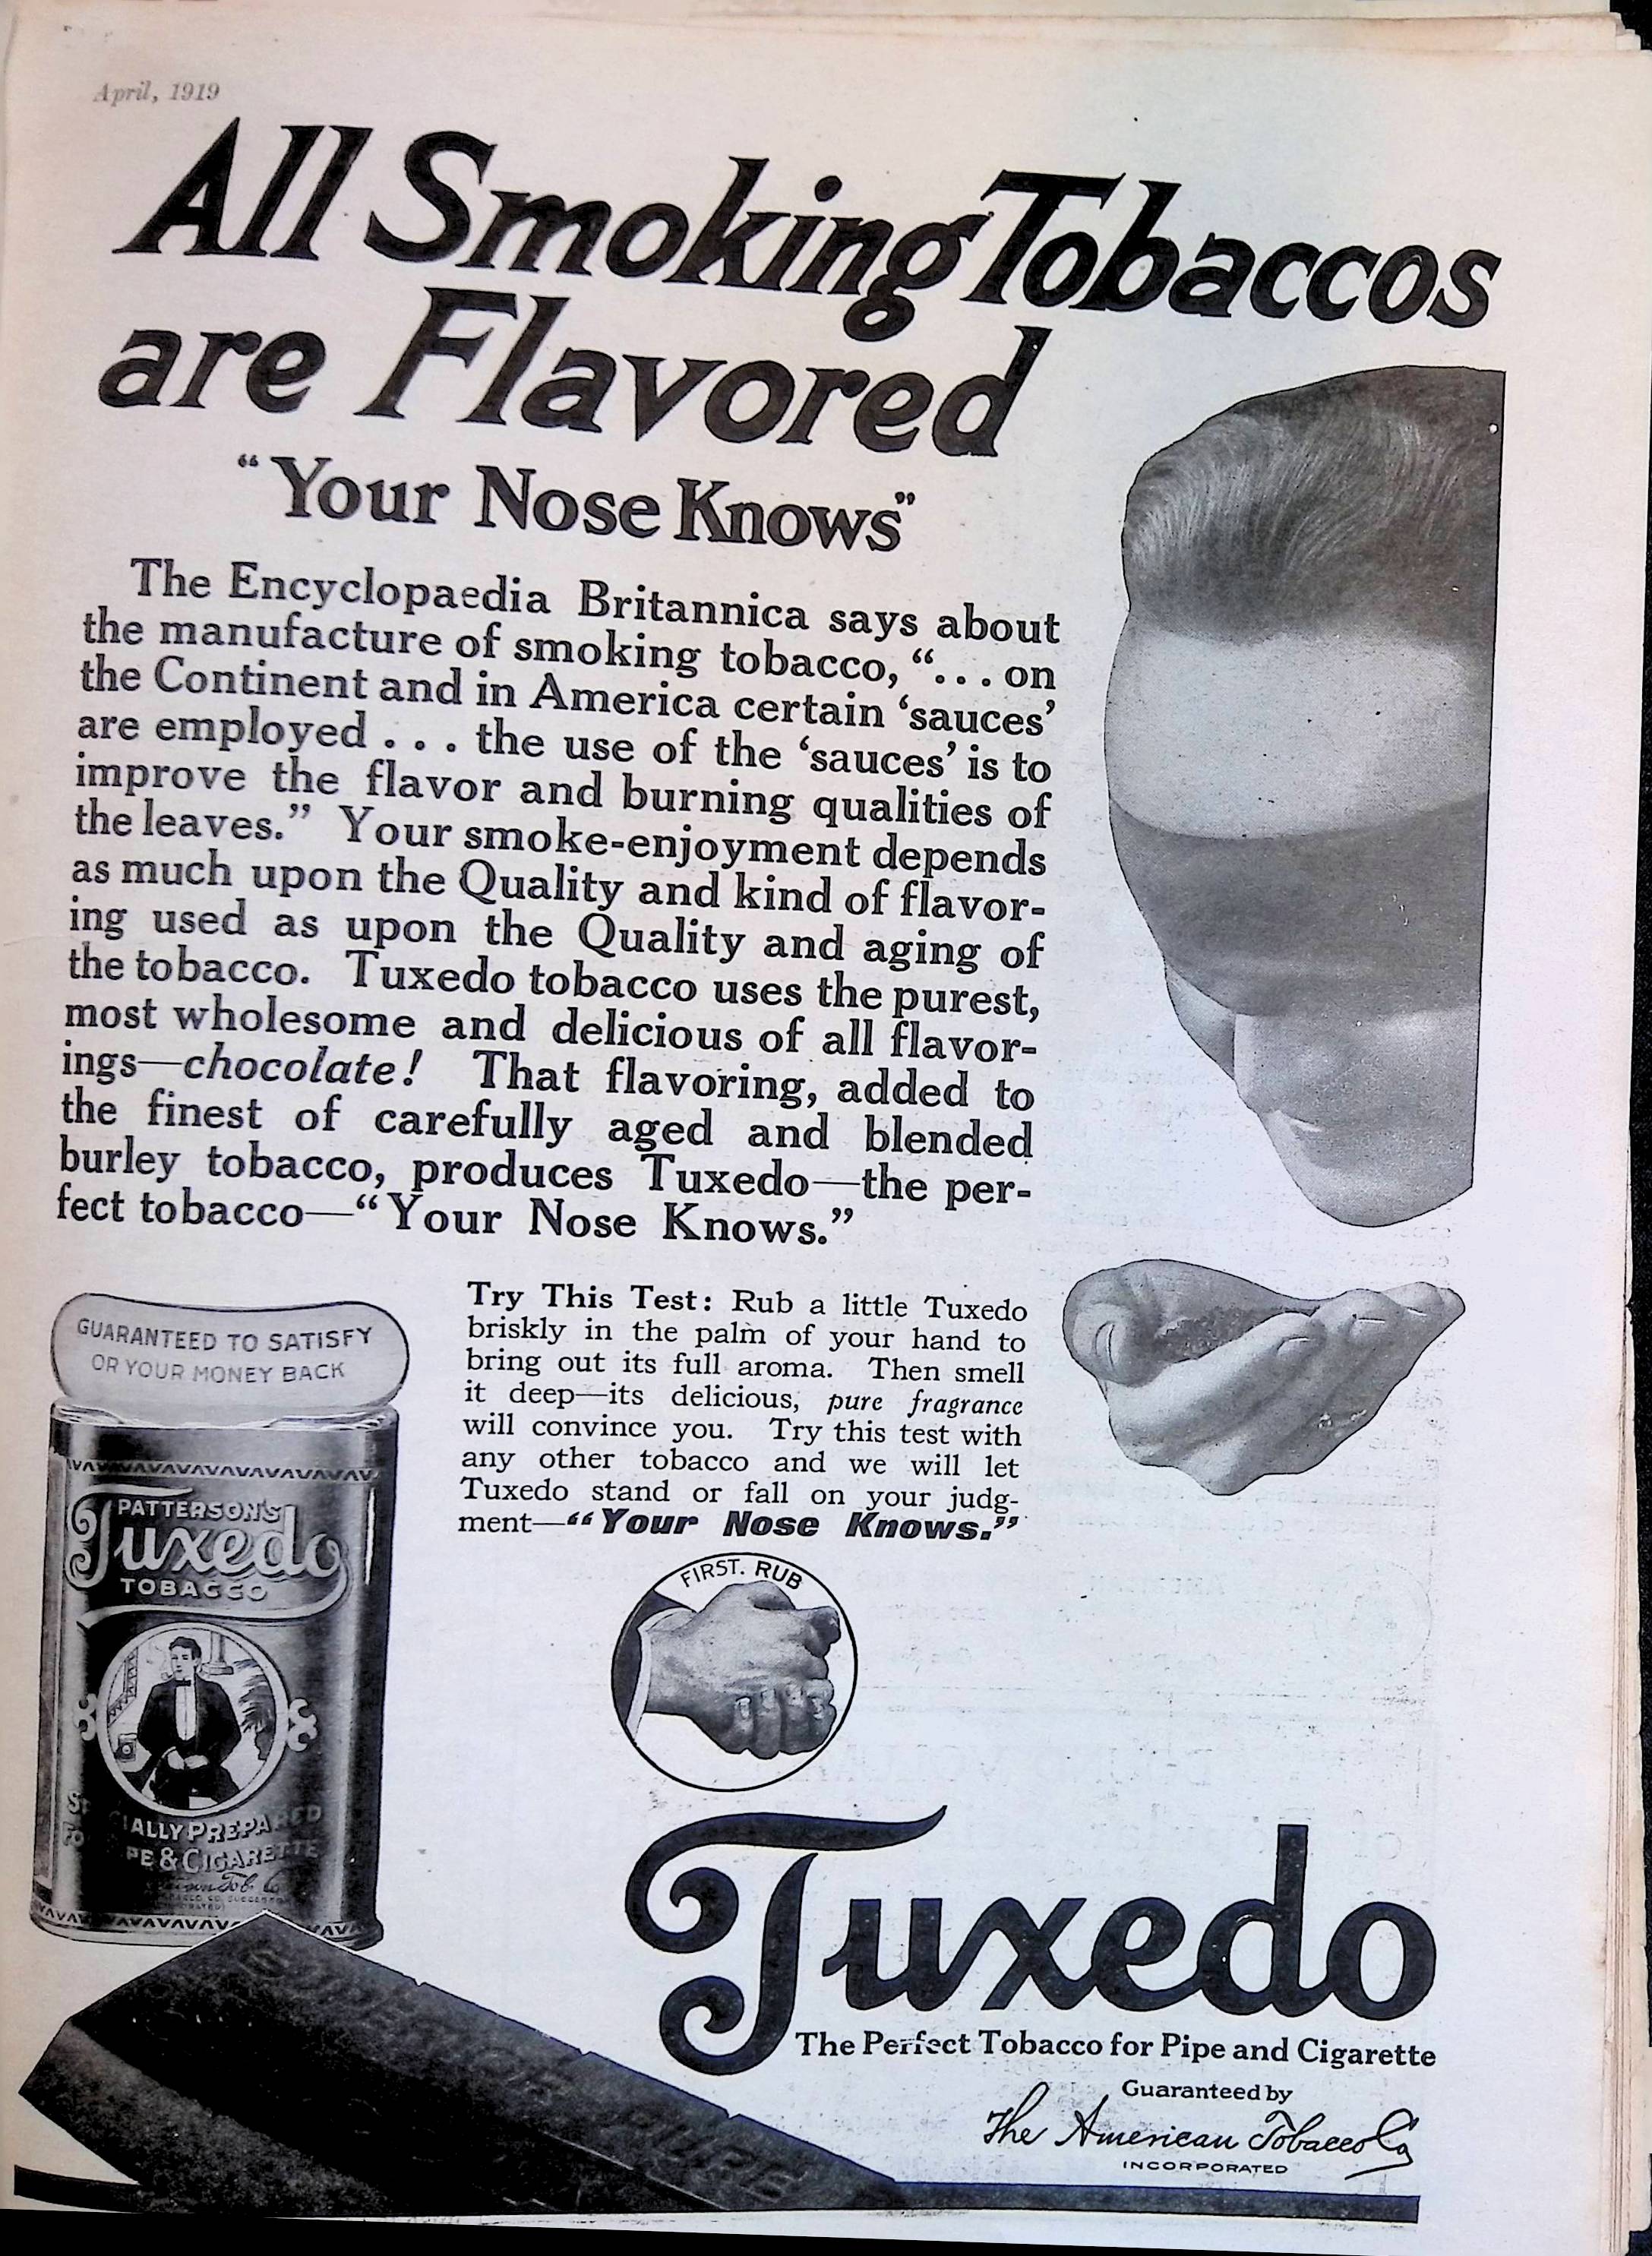 April, 1919
All Smoking Tobaccos
are Flavored
"Your Nose Knows"
The Encyclopaedia Britannica says about
the manufacture of smoking tobacco, "... on
the Continent and in America certain 'sauces'
are employed . . . the use of the 'sauces' is to
improve the flavor and burning qualities of
the leaves." Your smoke-enjoyment depends
as much upon the Quality and kind of flavor-
ing used as upon the Quality and aging of
the tobacco. Tuxedo tobacco uses the purest,
most wholesome and delicious of all flavor-
ings—chocolate! That flavoring, added to
the finest of carefully aged and blended
burley tobacco, produces Tuxedo—the per-
fect tobacco—"Your Nose Knows."
Try This Test: Rub a little Tuxedo
briskly in the palm of your hand to
bring out its full aroma. Then smell
it deep—its delicious, pure fragrance
will convince you. Try this test with
any other tobacco and we will let
Tuxedo stand or fall on your judg-
ment—"Your Nose Knows."
GUARANTEED TO SATISFY
OR YOUR MONEY BACK
PATTERSON'S
Tuxedo
TOBACCO
IALLY PREPARED
PE & CIGARETTE
FIRST. RUB
SUPERIOR PURE
Tuxedo
The Perfect Tobacco for Pipe and Cigarette
Guaranteed by
The American Tobacco Co
INCORPORATED